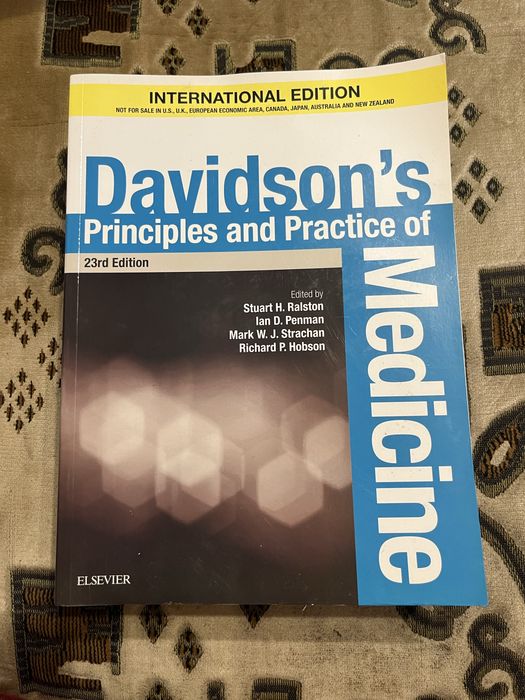 INTERNATIONAL EDITION
NOT FOR SALE IN U.S., U.K., EUROPEAN ECONOMIC AREA, CANADA, JAPAN, AUSTRALIA AND NEW ZEALAND
Davidson's
Principles and Practice of
Medicine
23rd Edition
Edited by
Stuart H. Ralston
Ian D. Penman
Mark W. J. Strachan
Richard P. Hobson
ELSEVIER